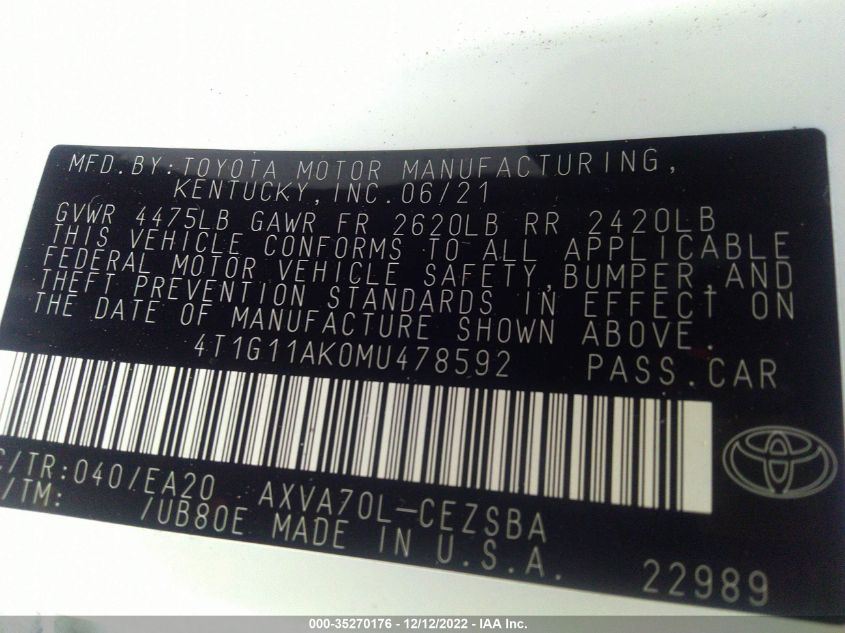 MFD.BY:TOYOTA MOTOR MANUFACTURING,
KENTUCKY,INC.06/21
GVWR 4475LB GAWR FR 2620LB RR 2420LB
THIS VEHICLE CONFORMS TO ALL APPLICABLE
FEDERAL MOTOR VEHICLE SAFETY,BUMPER,AND
THEFT PREVENTION STANDARDS IN EFFECT ON
THE DATE OF MANUFACTURE SHOWN ABOVE.
4T1G11AK0MU478592 PASS.CAR
C/TR:040/EA20 AXVA70L-CEZSBA
/TM: /UB80E MADE IN U.S.A. 22989
000-35270176 - 12/12/2022 - IAA Inc.